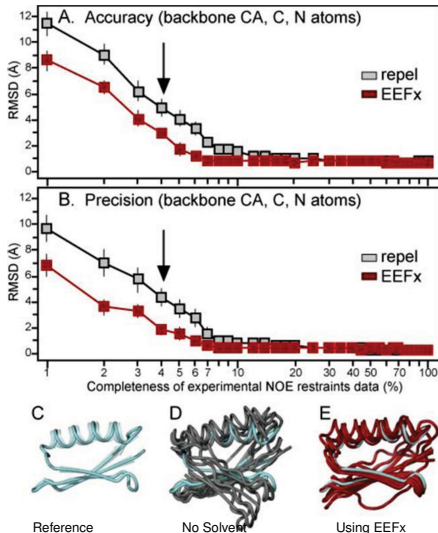 A. Accuracy (backbone CA, C, N atoms)
12
10
8
6
4
2
0
RMSD (Å)
repel
EEFx
B. Precision (backbone CA, C, N atoms)
12
10
8
6
4
2
0
RMSD (Å)
repel
EEFx
1 2 3 4 5 6 7 8 10 20 30 40 50 70 100
Completeness of experimental NOE restraints data (%)
C D E
Reference No Solvent Using EEFx